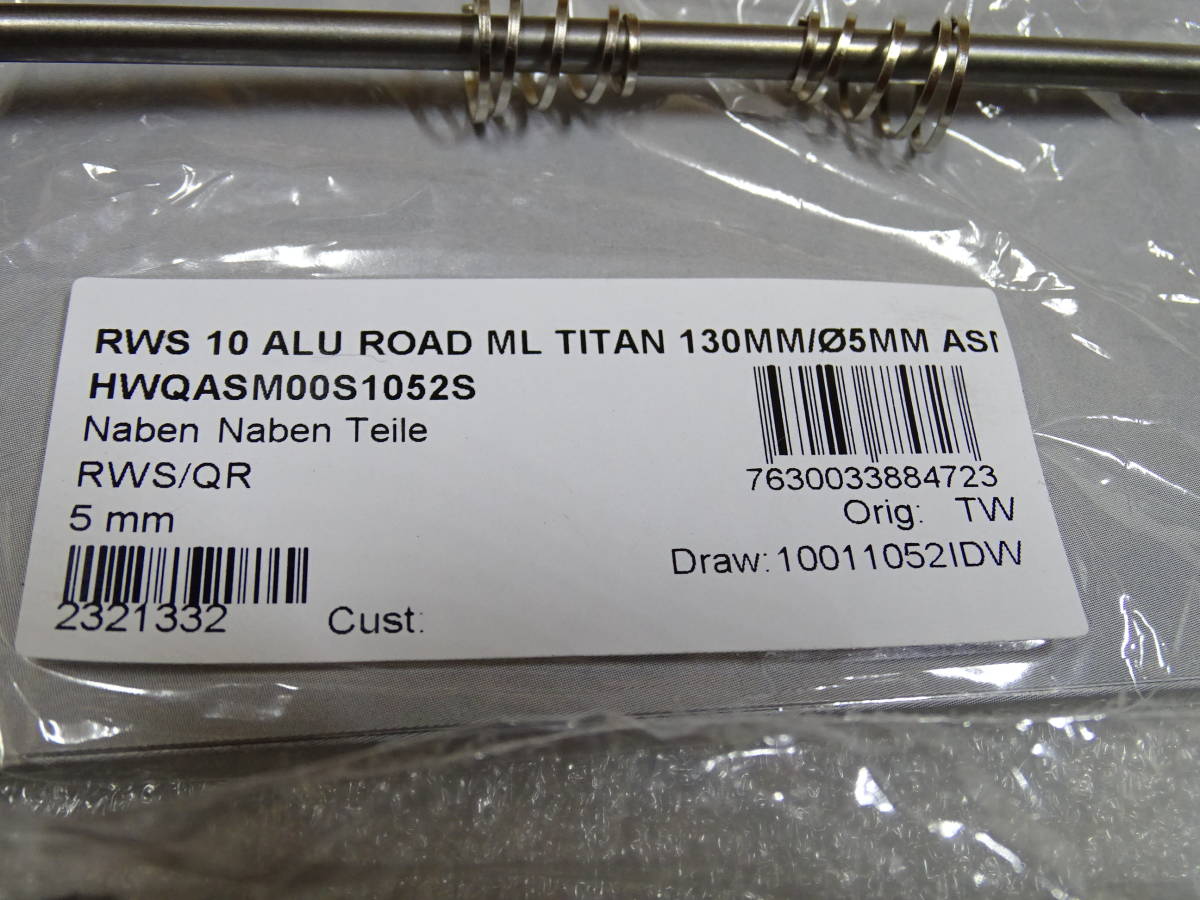 RWS 10 ALU ROAD ML TITAN 130MM/Ø5MM
HWQASM00S1052S
Naben Naben Teile
RWS/QR
7630033884723
5 mm
Orig: TW
Draw:10011052IDW
2321332
Cust: